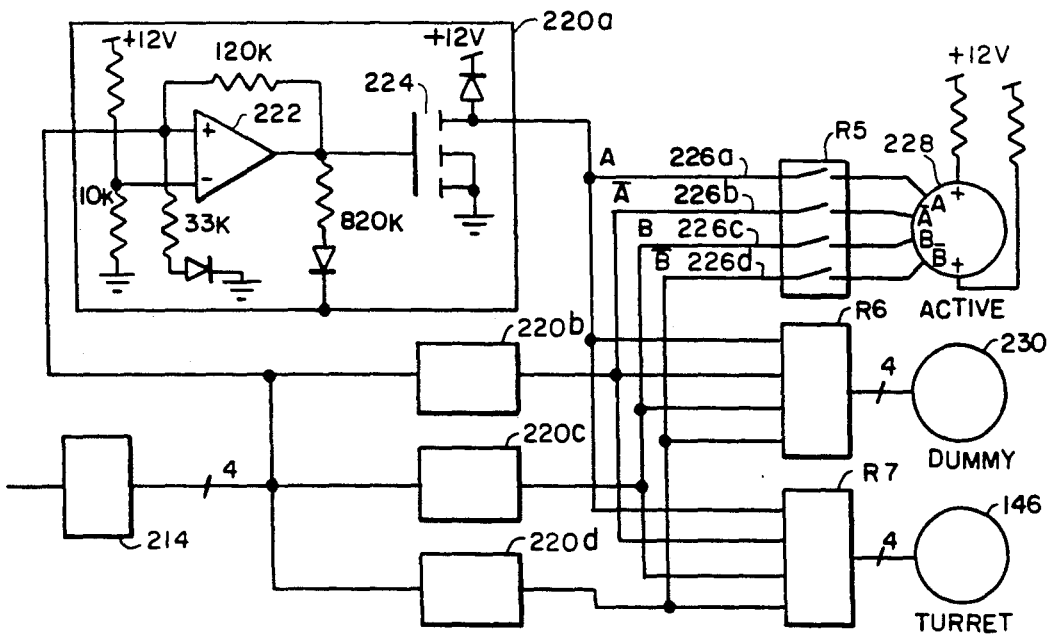 220a
+12V
+12V
120K
224
+12V
222
+
-
R5
228
A
226a
10K
A̅
226b
A
33K
820K
B
226c
A̅
B
B̅
226d
B̅
+
+
ACTIVE
R6
220b
230
4
220c
DUMMY
R7
4
146
214
220d
4
TURRET